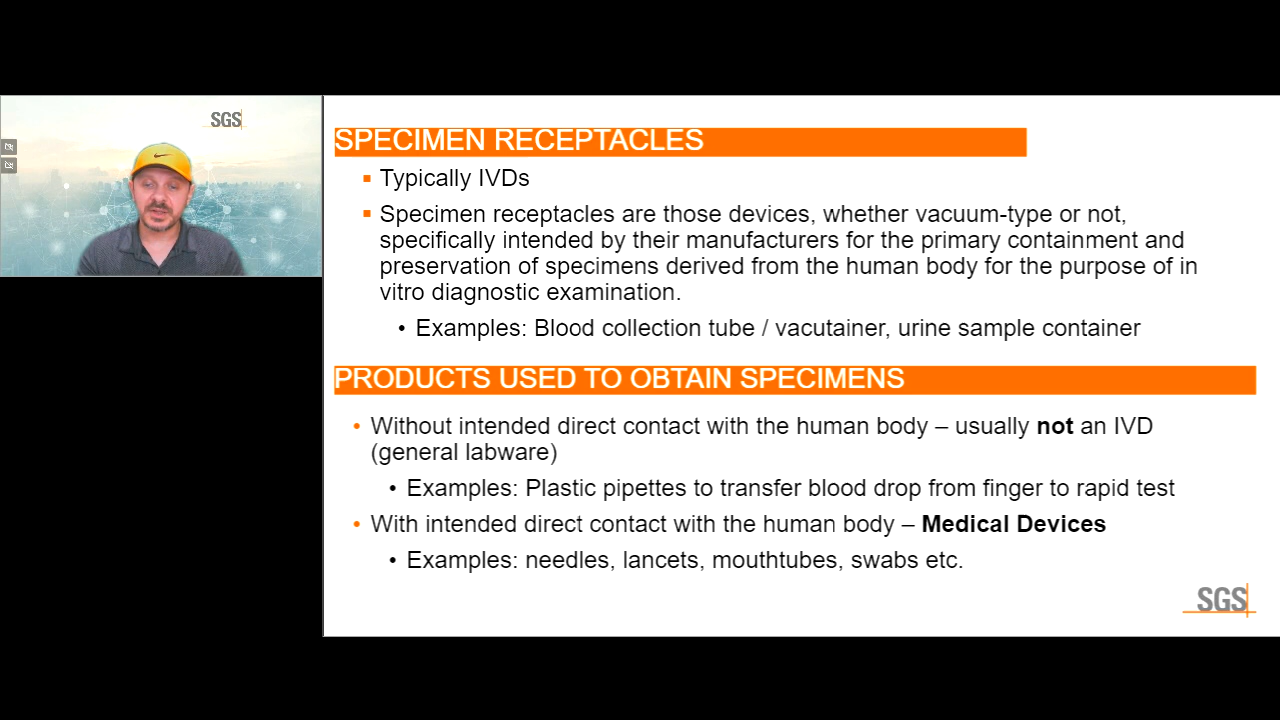 SGS
SPECIMEN RECEPTACLES
Typically IVDs
Specimen receptacles are those devices, whether vacuum-type or not,
specifically intended by their manufacturers for the primary containment and
preservation of specimens derived from the human body for the purpose of in
vitro diagnostic examination.
• Examples: Blood collection tube / vacutainer, urine sample container
PRODUCTS USED TO OBTAIN SPECIMENS
• Without intended direct contact with the human body – usually not an IVD
(general labware)
• Examples: Plastic pipettes to transfer blood drop from finger to rapid test
• With intended direct contact with the human body – Medical Devices
• Examples: needles, lancets, mouthtubes, swabs etc.
SGS